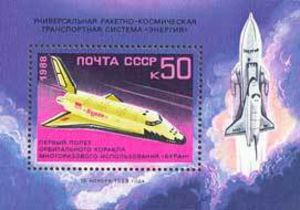 УНИВЕРСАЛЬНАЯ РАКЕТНО-КОСМИЧЕСКАЯ
ТРАНСПОРТНАЯ СИСТЕМА «ЭНЕРГИЯ»
1988
ПОЧТА СССР
К50
ПЕРВЫЙ ПОЛЕТ
ОРБИТАЛЬНОГО КОРАБЛЯ
МНОГОРАЗОВОГО ИСПОЛЬЗОВАНИЯ «БУРАН»
15 НОЯБРЯ 1988 ГОДА